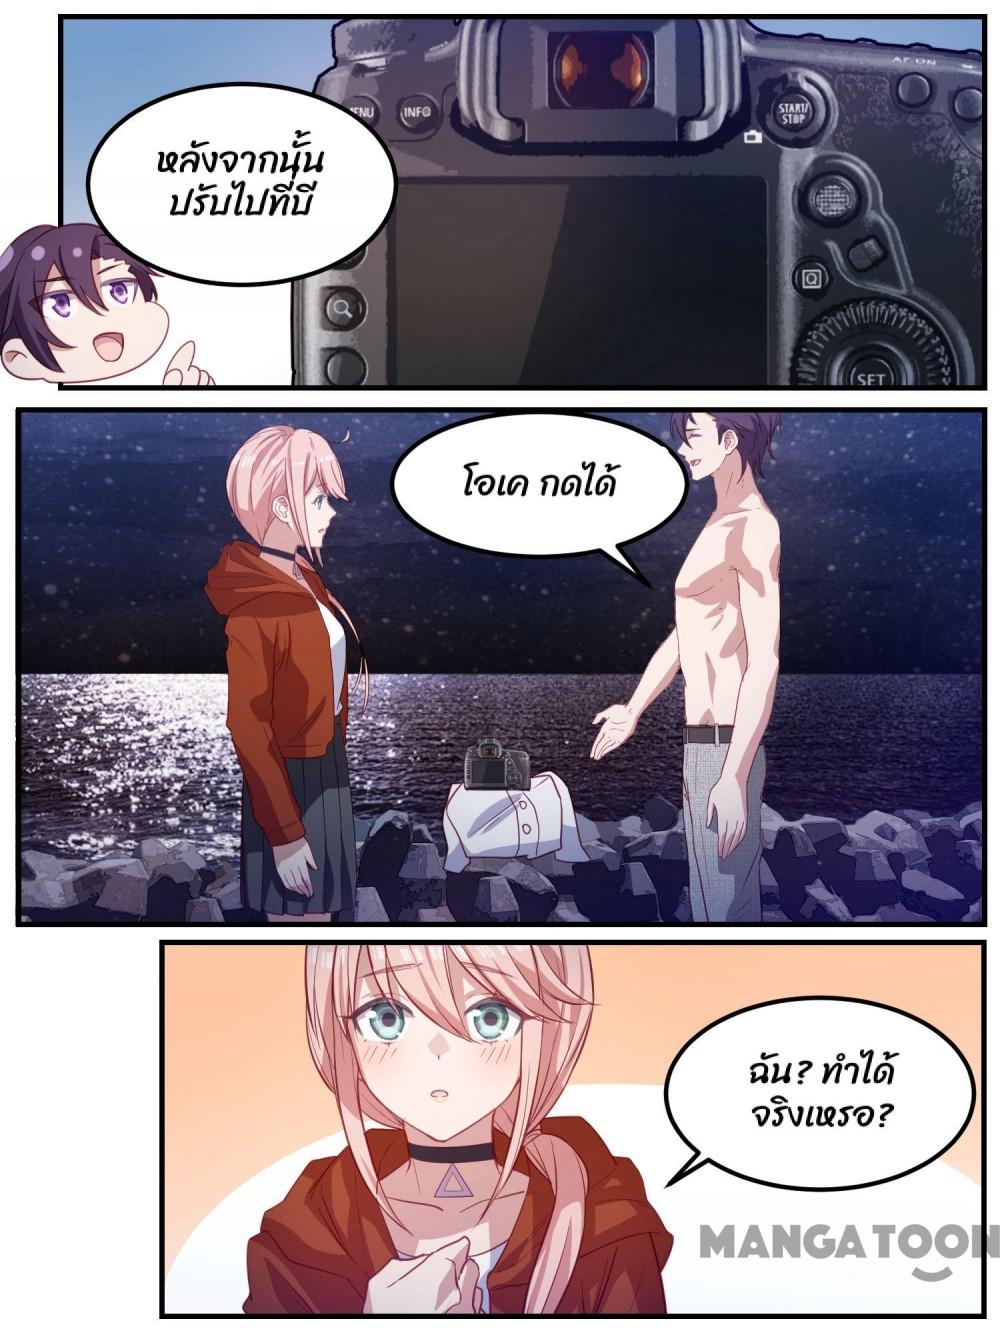 AF ON
MENU
INFO
START/
STOP
หลังจากนั้น
ปรับไปที่บี
Q
SET
โอเค กดได้
ฉัน? ทำได้
จริงเหรอ?
MANGATOON